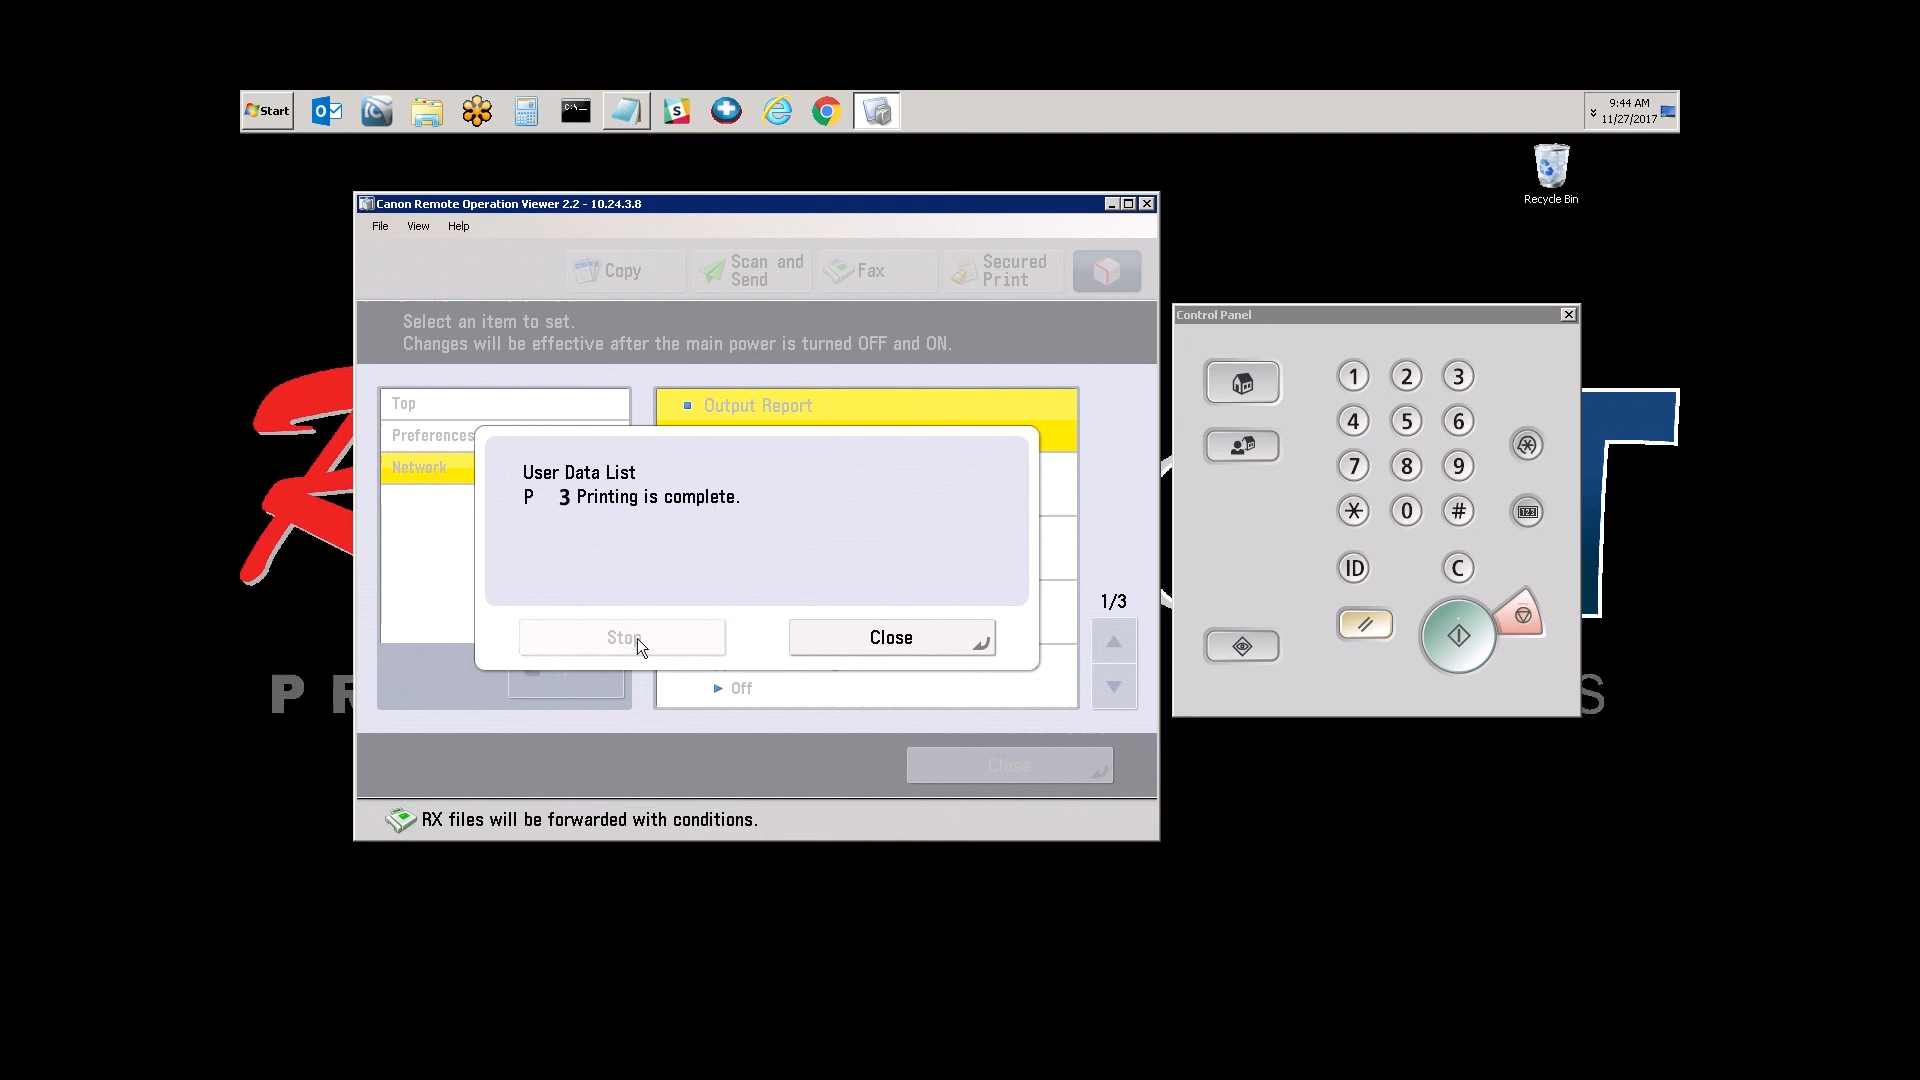 Start
9:44 AM
11/27/2017
Recycle Bin
Canon Remote Operation Viewer 2.2 - 10.24.3.8
File View Help
Copy
Scan and Send
Fax
Secured Print
Select an item to set.
Changes will be effective after the main power is turned OFF and ON.
Top
Preferences
Network
Output Report
User Data List
P 3 Printing is complete.
Stop
Close
1/3
Off
Close
RX files will be forwarded with conditions.
Control Panel
1 2 3
4 5 6
7 8 9
* 0 #
ID C
P
S